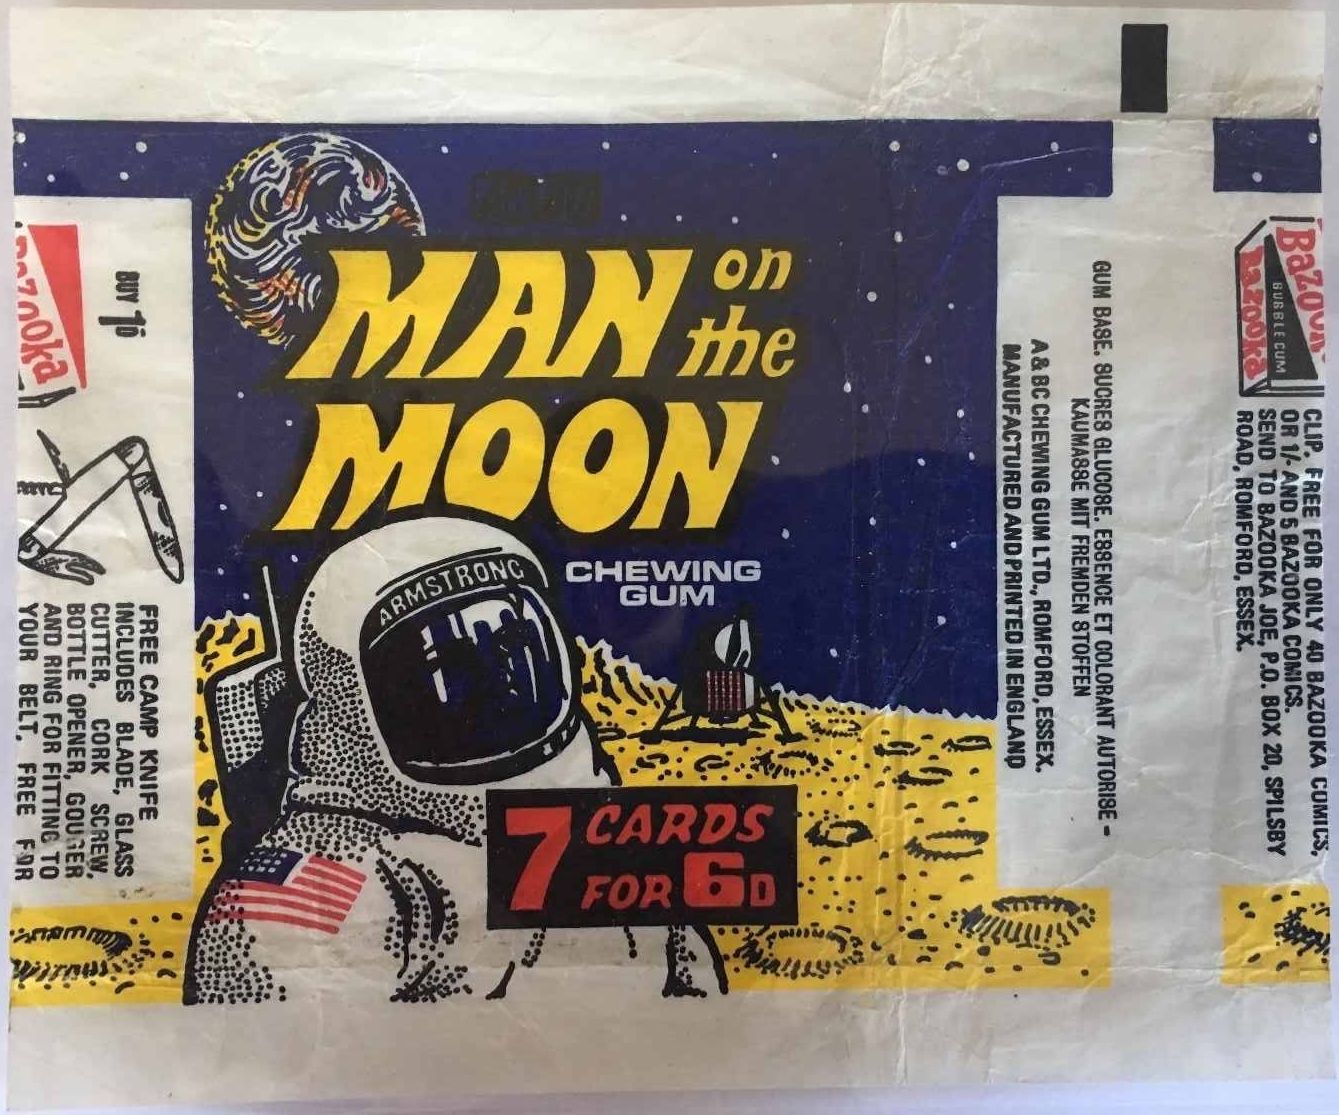 MAN on
the
MOON
CHEWING
GUM
ARMSTRONG
7 CARDS
FOR 6D
Bazooka
BUY 1D
FREE CAMP KNIFE
INCLUDES BLADE, GLASS
CUTTER, CORK SCREW,
BOTTLE OPENER, GOUGER
AND RING FOR FITTING TO
YOUR BELT, FREE FOR
GUM BASE. SUCRES GLUCOSE. ESSENCE ET COLORANT AUTORISE -
KAUMASSE MIT FREMDEN STOFFEN
A & BC CHEWING GUM LTD., ROMFORD, ESSEX.
MANUFACTURED AND PRINTED IN ENGLAND
Bazooka
BUBBLE GUM
Bazooka
CLIP. FREE FOR ONLY 40 BAZOOKA COMICS,
OR 1/- AND 5 BAZOOKA COMICS.
SEND TO BAZOOKA JOE, P.O. BOX 20, SPILSBY
ROAD, ROMFORD, ESSEX.